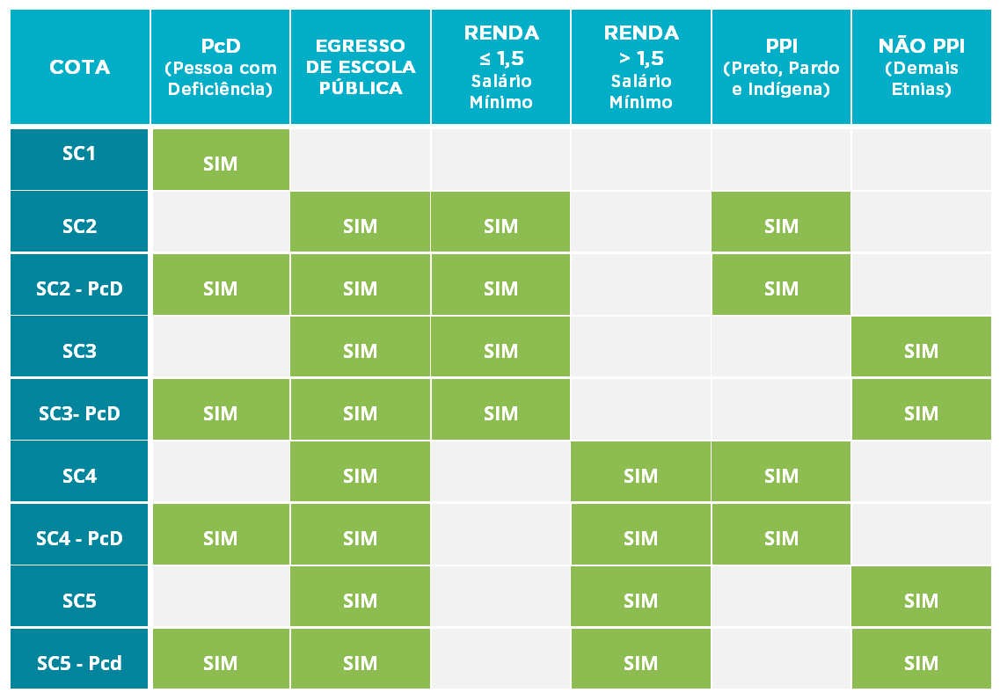 COTA
PcD
(Pessoa com
Deficiência)
EGRESSO
DE ESCOLA
PÚBLICA
RENDA
≤ 1,5
Salário
Mínimo
RENDA
> 1,5
Salário
Mínimo
PPI
(Preto, Pardo
e Indígena)
NÃO PPI
(Demais
Etnias)
SC1
SIM
SC2
SIM
SIM
SIM
SC2 - PcD
SIM
SIM
SIM
SIM
SC3
SIM
SIM
SIM
SC3- PcD
SIM
SIM
SIM
SIM
SC4
SIM
SIM
SIM
SC4 - PcD
SIM
SIM
SIM
SIM
SC5
SIM
SIM
SIM
SC5 - Pcd
SIM
SIM
SIM
SIM